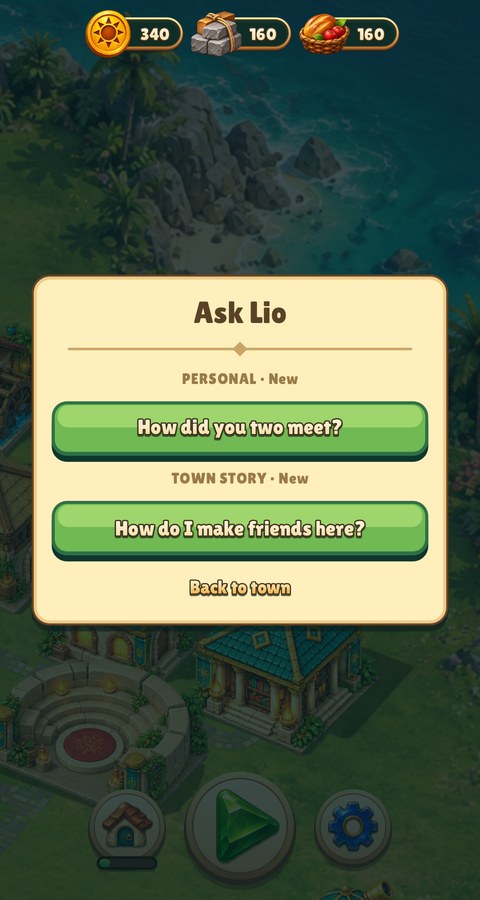 340
160
160
Ask Lio
PERSONAL · New
How did you two meet?
TOWN STORY · New
How do I make friends here?
Back to town